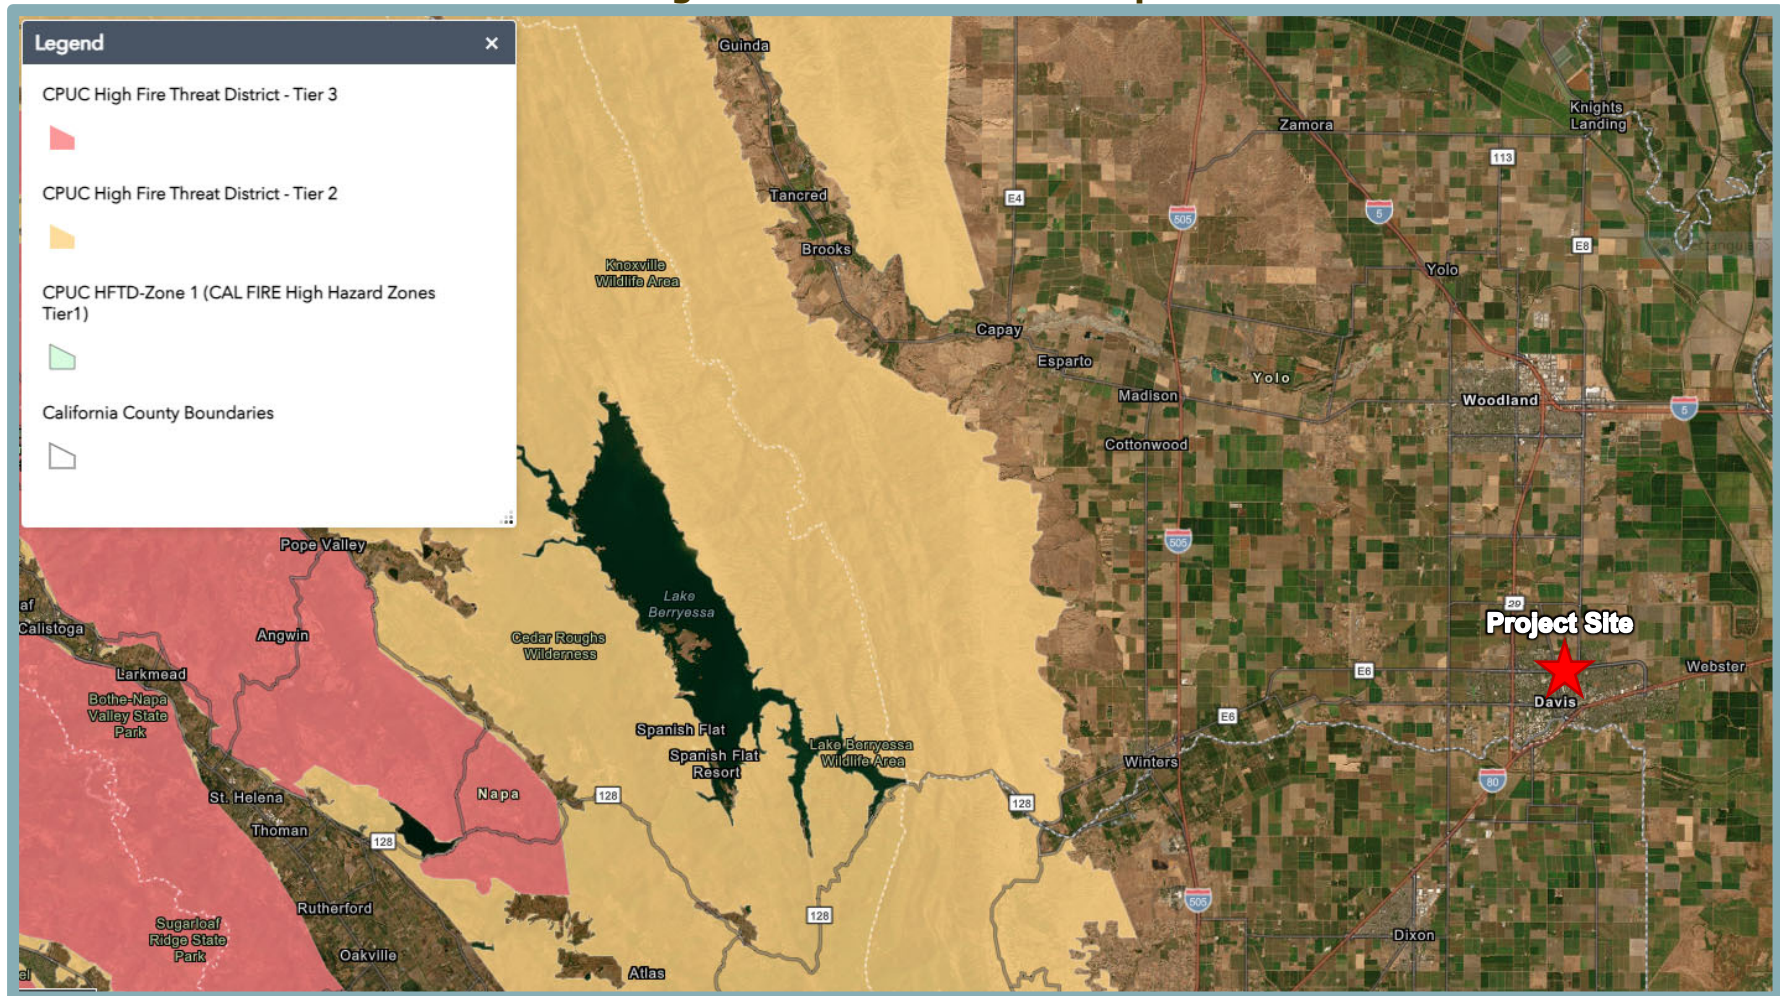 Legend
×
CPUC High Fire Threat District - Tier 3
CPUC High Fire Threat District - Tier 2
CPUC HFTD-Zone 1 (CAL FIRE High Hazard Zones
Tier1)
California County Boundaries
Guinda
Knights
Landing
Zamora
113
E4
Tancred
505
5
E8
Brooks
Knoxville
Wildlife Area
Yolo
Capay
Esparto
Yolo
Madison
Woodland
5
Cottonwood
505
Pope Valley
Lake
Berryessa
29
Project Site
Calistoga
Angwin
Cedar Roughs
Wilderness
Larkmead
E6
Webster
Bothe-Napa
Valley State
Park
Davis
E6
Spanish Flat
Spanish Flat
Resort
Lake Berryessa
Wildlife Area
Winters
80
St. Helena
Napa
128
128
Thoman
128
505
Rutherford
128
Sugarloaf
Ridge State
Park
Dixon
Oakville
Atlas